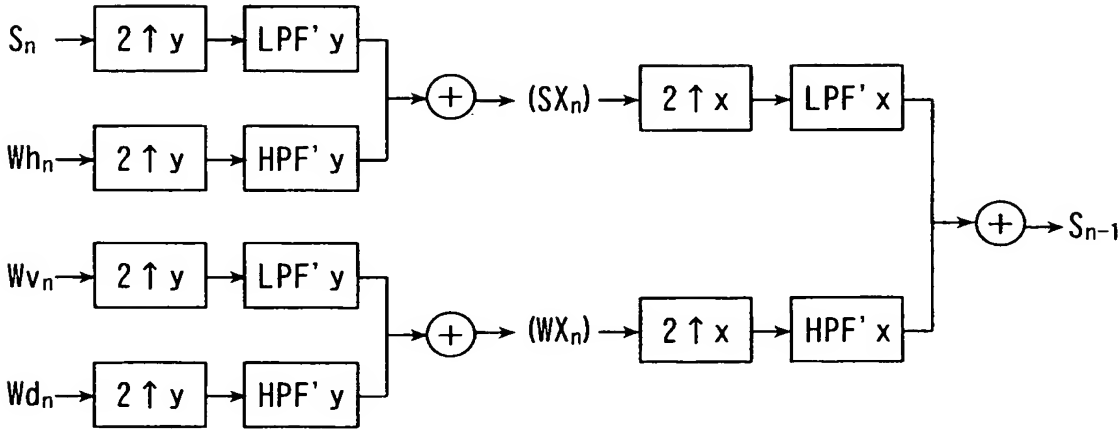 Sn 2↑y LPF'y
(SXn) 2↑x LPF'x
Whn 2↑y HPF'y
Sn-1
Wvn 2↑y LPF'y
(WXn) 2↑x HPF'x
Wdn 2↑y HPF'y